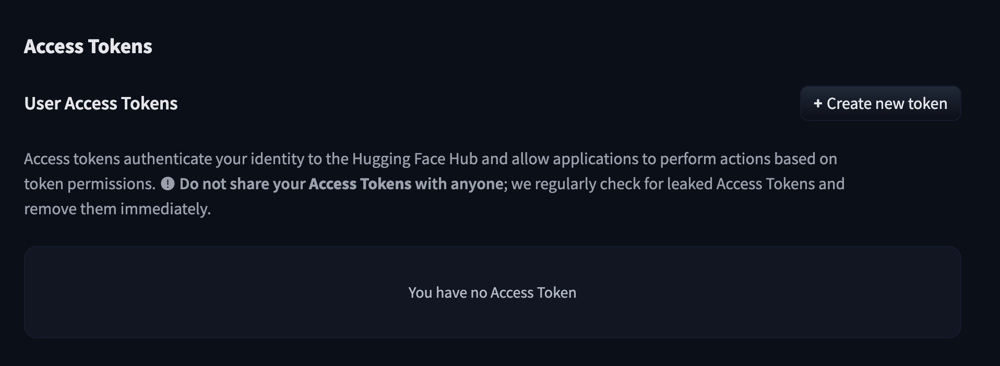 Access Tokens
User Access Tokens
+ Create new token
Access tokens authenticate your identity to the Hugging Face Hub and allow applications to perform actions based on
token permissions. ! Do not share your Access Tokens with anyone; we regularly check for leaked Access Tokens and
remove them immediately.
You have no Access Token